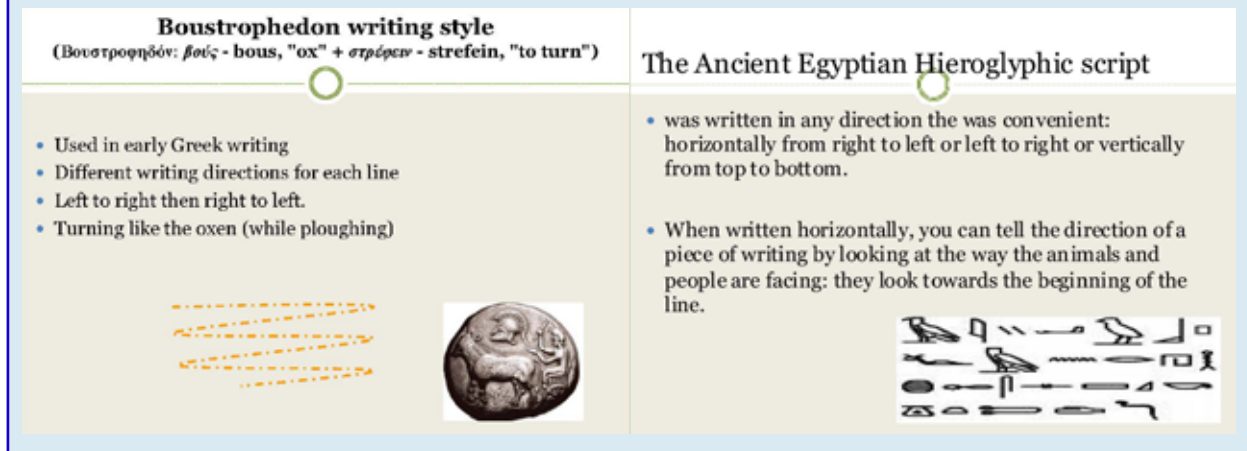 Boustrophedon writing style
(Βουστροφηδόν: βούς - bous, "ox" + στρέφειν - strefein, "to turn")
• Used in early Greek writing
• Different writing directions for each line
• Left to right then right to left.
• Turning like the oxen (while ploughing)
The Ancient Egyptian Hieroglyphic script
• was written in any direction the was convenient:
horizontally from right to left or left to right or vertically
from top to bottom.
• When written horizontally, you can tell the direction of a
piece of writing by looking at the way the animals and
people are facing: they look towards the beginning of the
line.